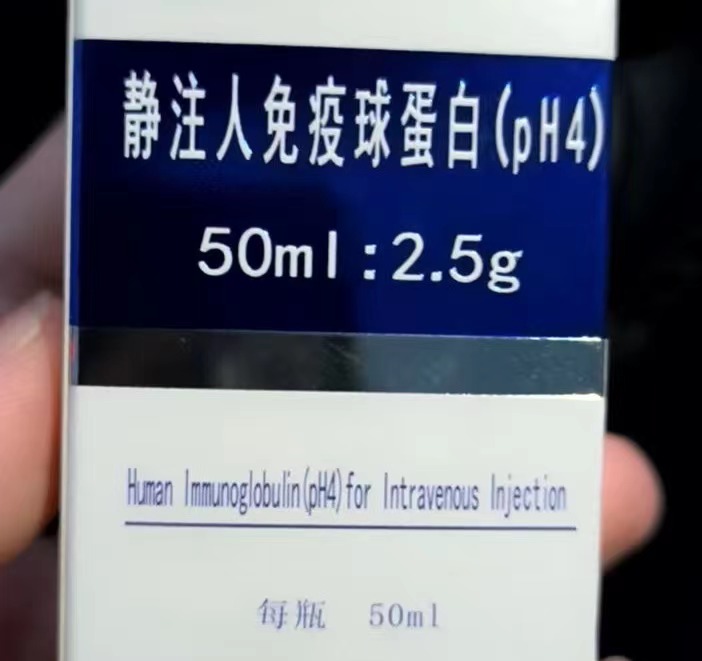 静注人免疫球蛋白(pH4)
50ml:2.5g
Human Immunoglobulin(pH4)for Intravenous Injection
每瓶 50ml